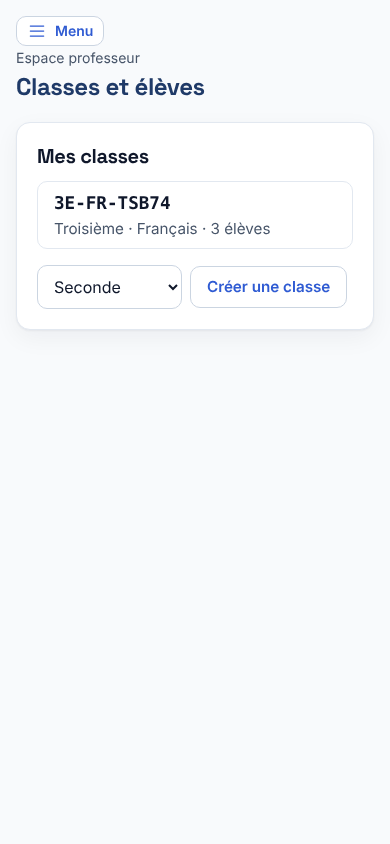 Menu
Espace professeur
Classes et élèves
Mes classes
3E-FR-TSB74
Troisième · Français · 3 élèves
Seconde
Créer une classe